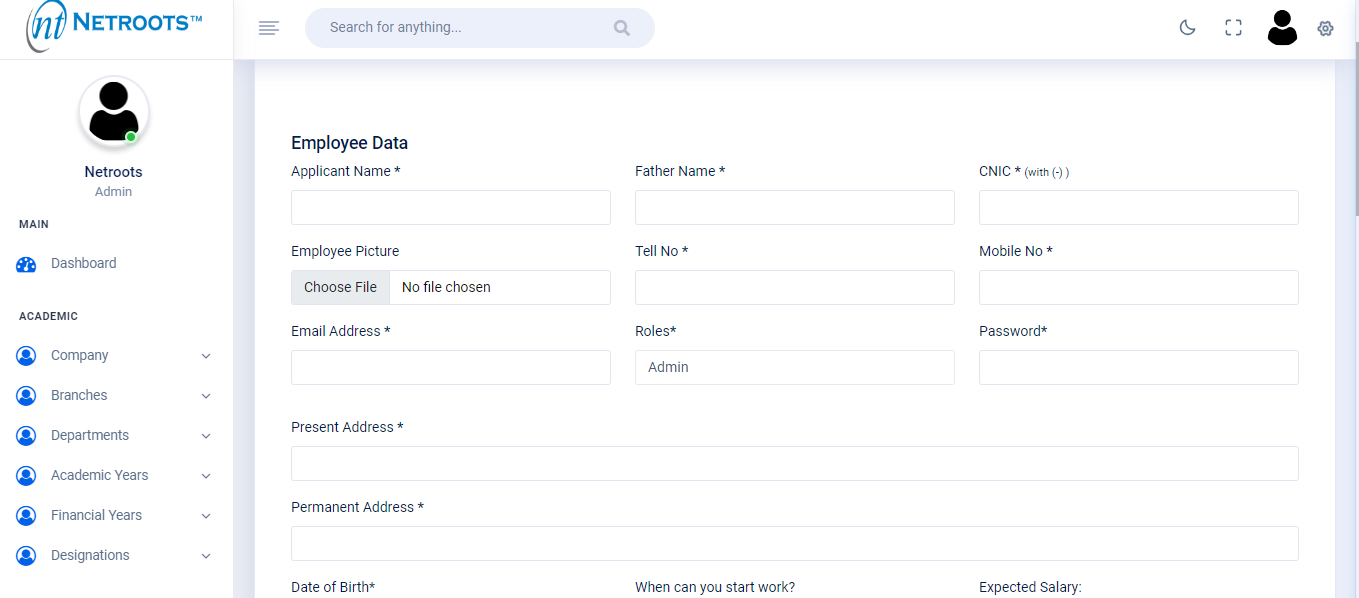 nt NETROOTS™
Search for anything...
Netroots
Admin
MAIN
Dashboard
ACADEMIC
Company
Branches
Departments
Academic Years
Financial Years
Designations
Employee Data
Applicant Name *
Father Name *
CNIC * (with (-) )
Employee Picture
Tell No *
Mobile No *
Choose File
No file chosen
Email Address *
Roles*
Password*
Admin
Present Address *
Permanent Address *
Date of Birth*
When can you start work?
Expected Salary: